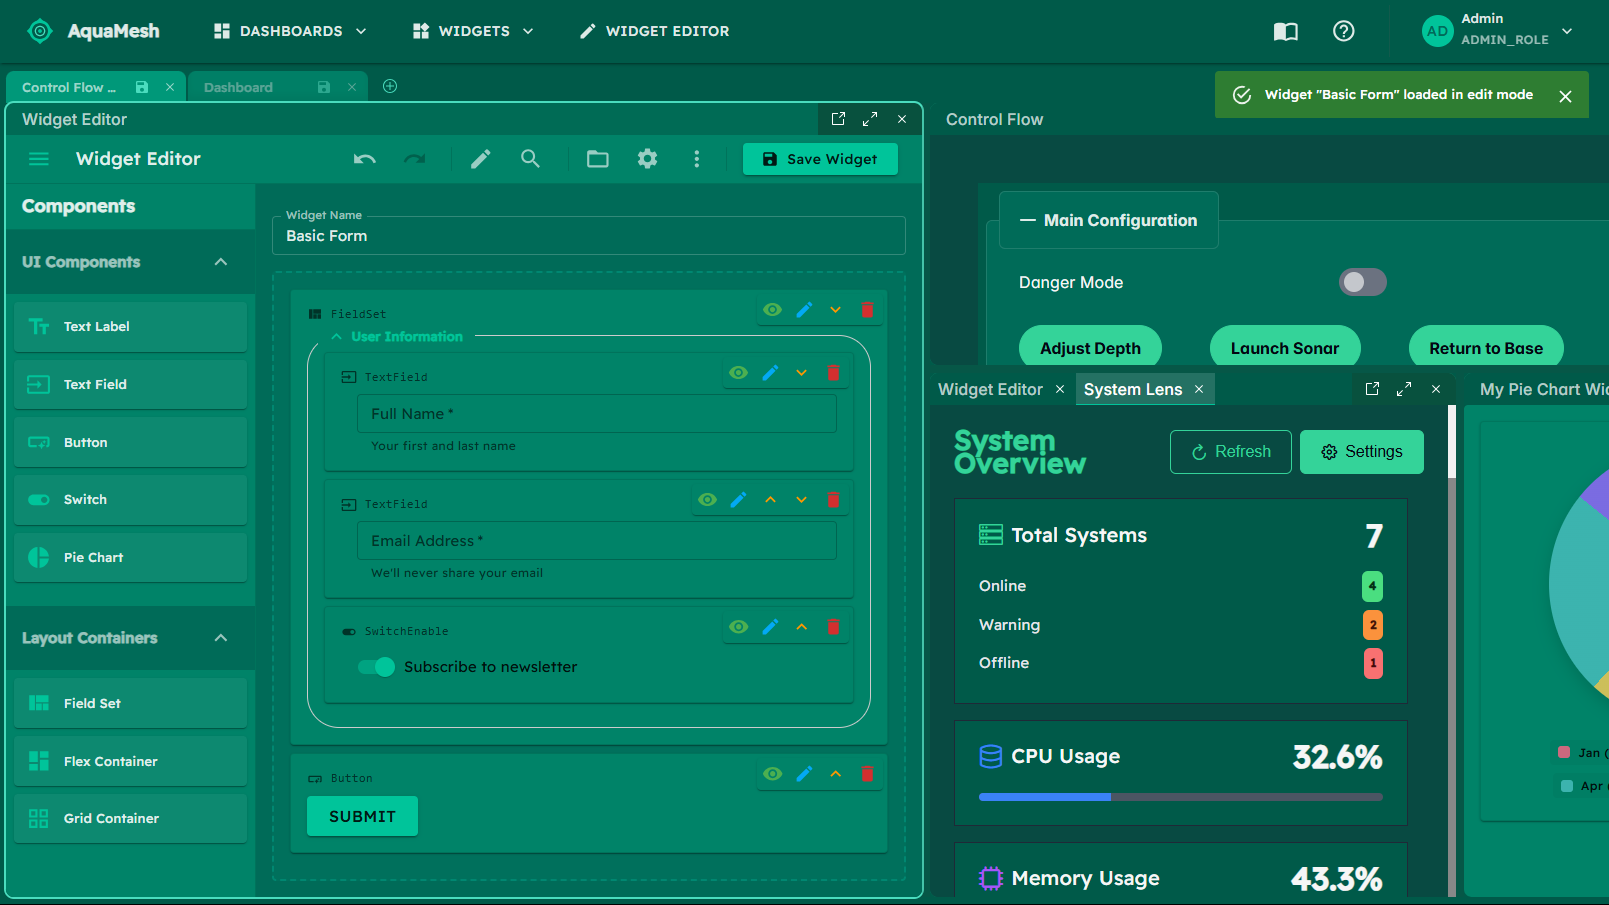 AquaMesh
DASHBOARDS
WIDGETS
WIDGET EDITOR
AD
Admin
ADMIN_ROLE
Control Flow ...
Dashboard
Widget "Basic Form" loaded in edit mode
Widget Editor
Widget Editor
Save Widget
Components
UI Components
Text Label
Text Field
Button
Switch
Pie Chart
Layout Containers
Field Set
Flex Container
Grid Container
Widget Name
Basic Form
FieldSet
User Information
TextField
Full Name *
Your first and last name
TextField
Email Address *
We'll never share your email
SwitchEnable
Subscribe to newsletter
Button
SUBMIT
Control Flow
Main Configuration
Danger Mode
Adjust Depth
Launch Sonar
Return to Base
Widget Editor
System Lens
System
Overview
Refresh
Settings
Total Systems
7
Online
4
Warning
2
Offline
1
CPU Usage
32.6%
Memory Usage
43.3%
My Pie Chart Wi
Jan (
Apr